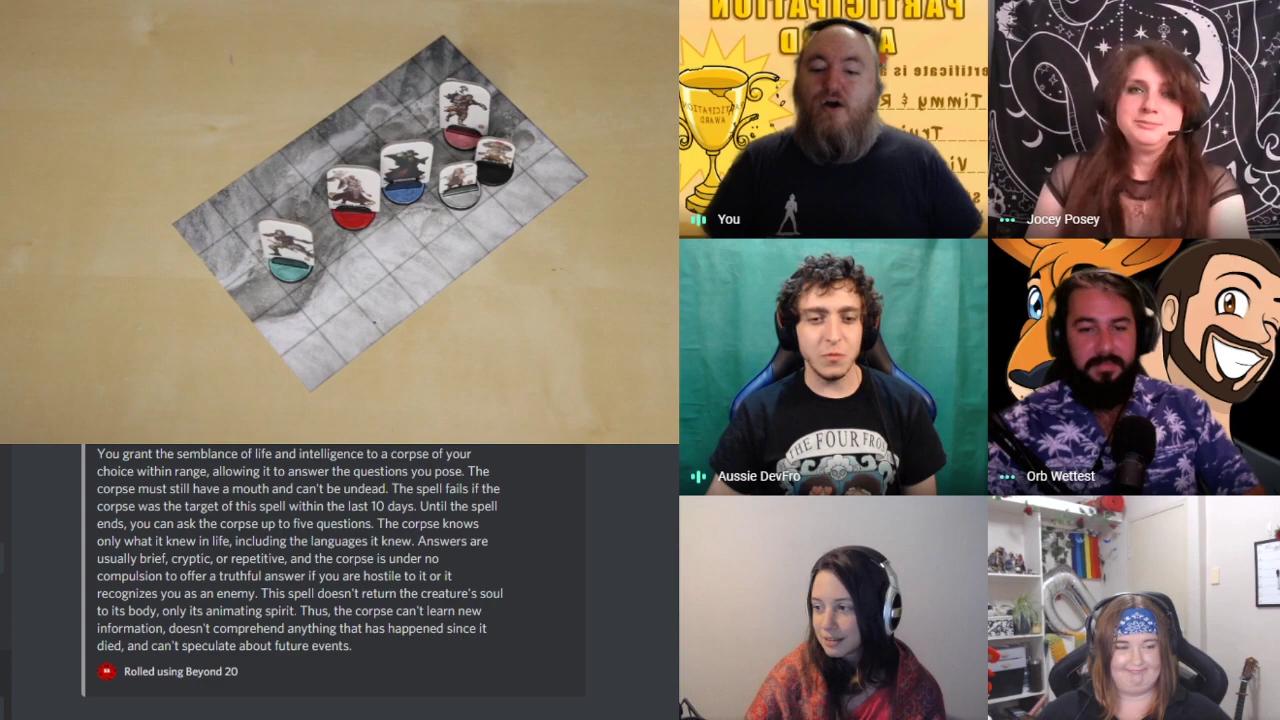 You grant the semblance of life and intelligence to a corpse of your
choice within range, allowing it to answer the questions you pose. The
corpse must still have a mouth and can't be undead. The spell fails if the
corpse was the target of this spell within the last 10 days. Until the spell
ends, you can ask the corpse up to five questions. The corpse knows
only what it knew in life, including the languages it knew. Answers are
usually brief, cryptic, or repetitive, and the corpse is under no
compulsion to offer a truthful answer if you are hostile to it or it
recognizes you as an enemy. This spell doesn't return the creature's soul
to its body, only its animating spirit. Thus, the corpse can't learn new
information, doesn't comprehend anything that has happened since it
died, and can't speculate about future events.
Rolled using Beyond 20
PARTICIPATION
ertificate is a
Timmy & R
PARTICIPATION
AWARD
You
Jocey Posey
THE FOUR FRO
Aussie DevFro
Orb Wettest